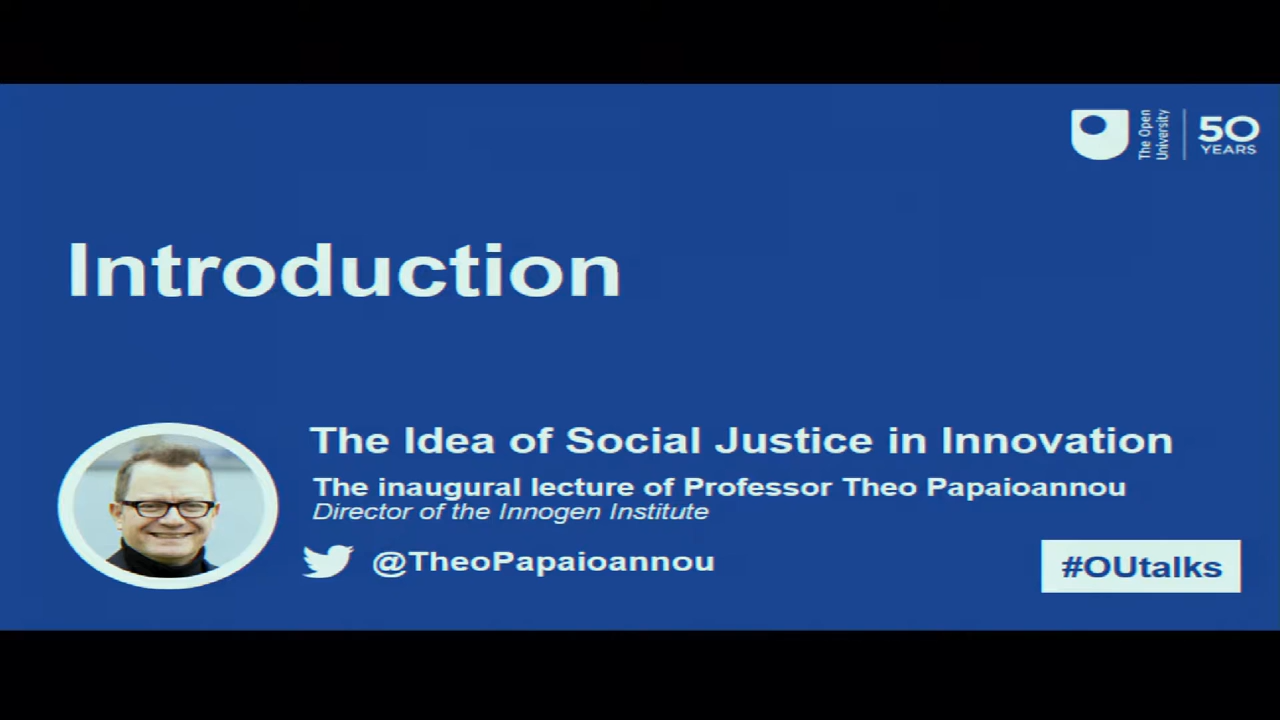 The Open
University
50
YEARS
Introduction
The Idea of Social Justice in Innovation
The inaugural lecture of Professor Theo Papaioannou
Director of the Innogen Institute
@TheoPapaioannou
#OUtalks